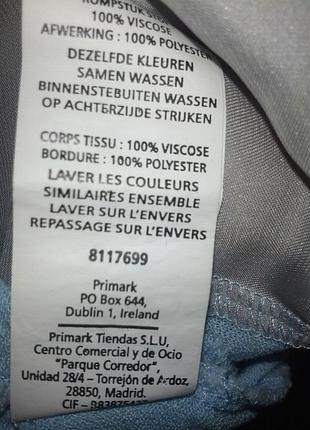 100% VISCOSE
AFWERKING : 100% POLYESTER
DEZELFDE KLEUREN
SAMEN WASSEN
BINNENSTEBUITEN WASSEN
OP ACHTERZIJDE STRIJKEN
CORPS TISSU : 100% VISCOSE
BORDURE : 100% POLYESTER
LAVER LES COULEURS
SIMILAIRES ENSEMBLE
LAVER SUR L'ENVERS
REPASSAGE SUR L'ENVERS
8117699
Primark
PO Box 644,
Dublin 1, Ireland
Primark Tiendas S.L.U,
Centro Comercial y de Ocio
"Parque Corredor",
Unidad 28/4 - Torrejón de Ardoz,
28850, Madrid.
CIF -